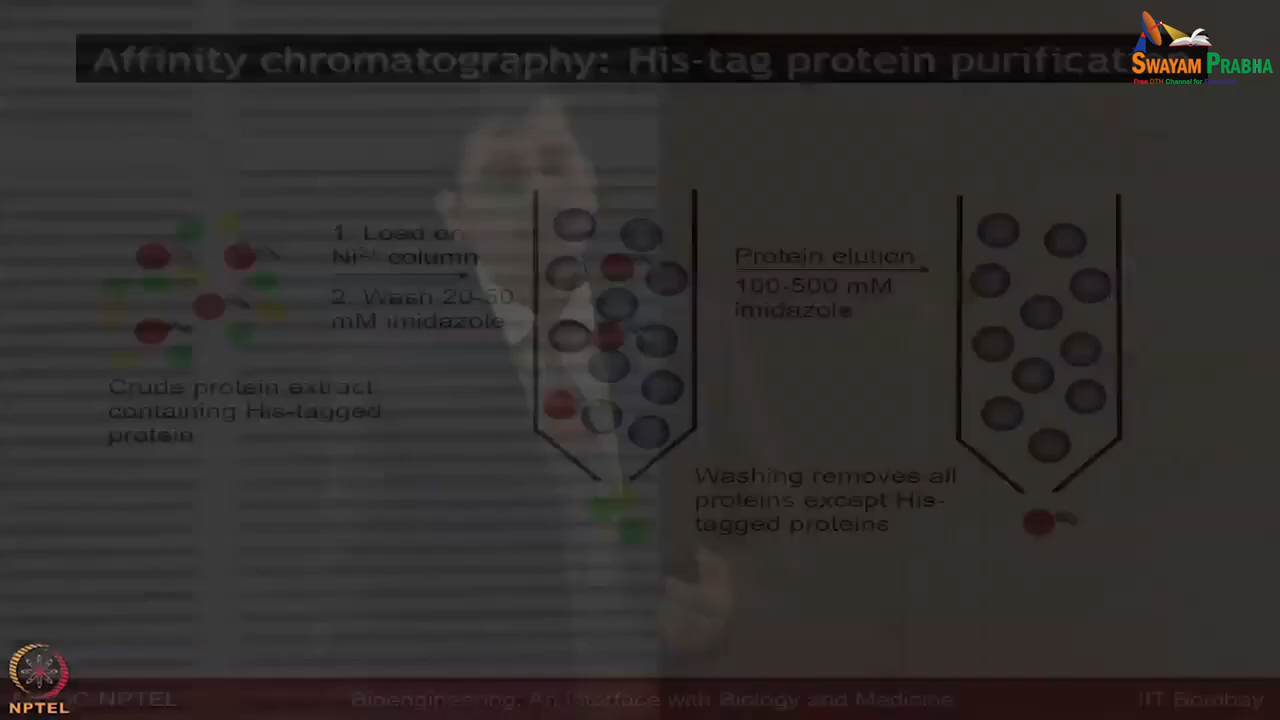 Affinity chromatography: His-tag protein purificat
SWAYAM PRABHA
Free DTH Channel for
1. Load on
Ni2+ column
2. Wash 20-50
mM imidazole
Protein elution
100-500 mM
imidazole
Crude protein extract
containing His-tagged
protein
Washing removes all
proteins except His-
tagged proteins
NPTEL
NPTEL
Bioengineering: An Interface with Biology and Medicine
IIT Bombay